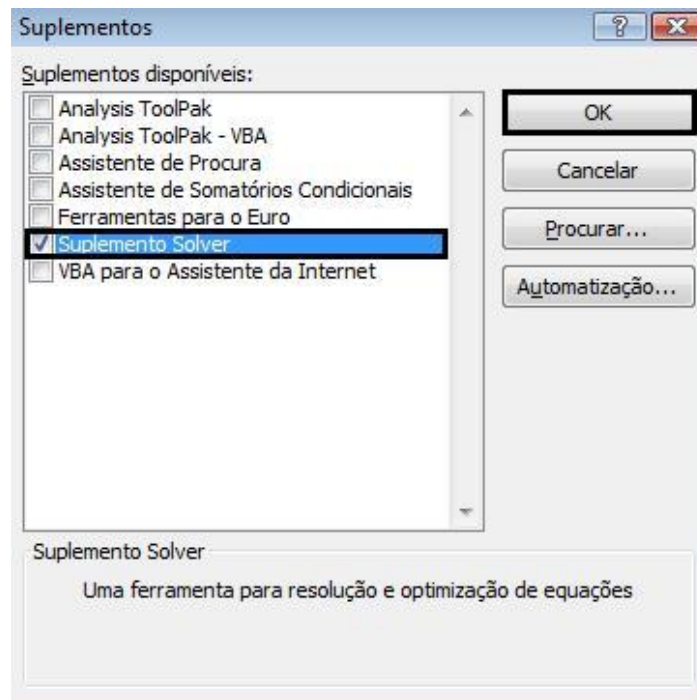 Suplementos
Suplementos disponíveis:
Analysis ToolPak
Analysis ToolPak - VBA
Assistente de Procura
Assistente de Somatórios Condicionais
Ferramentas para o Euro
Suplemento Solver
VBA para o Assistente da Internet
OK
Cancelar
Procurar...
Automatização...
Suplemento Solver
Uma ferramenta para resolução e optimização de equações